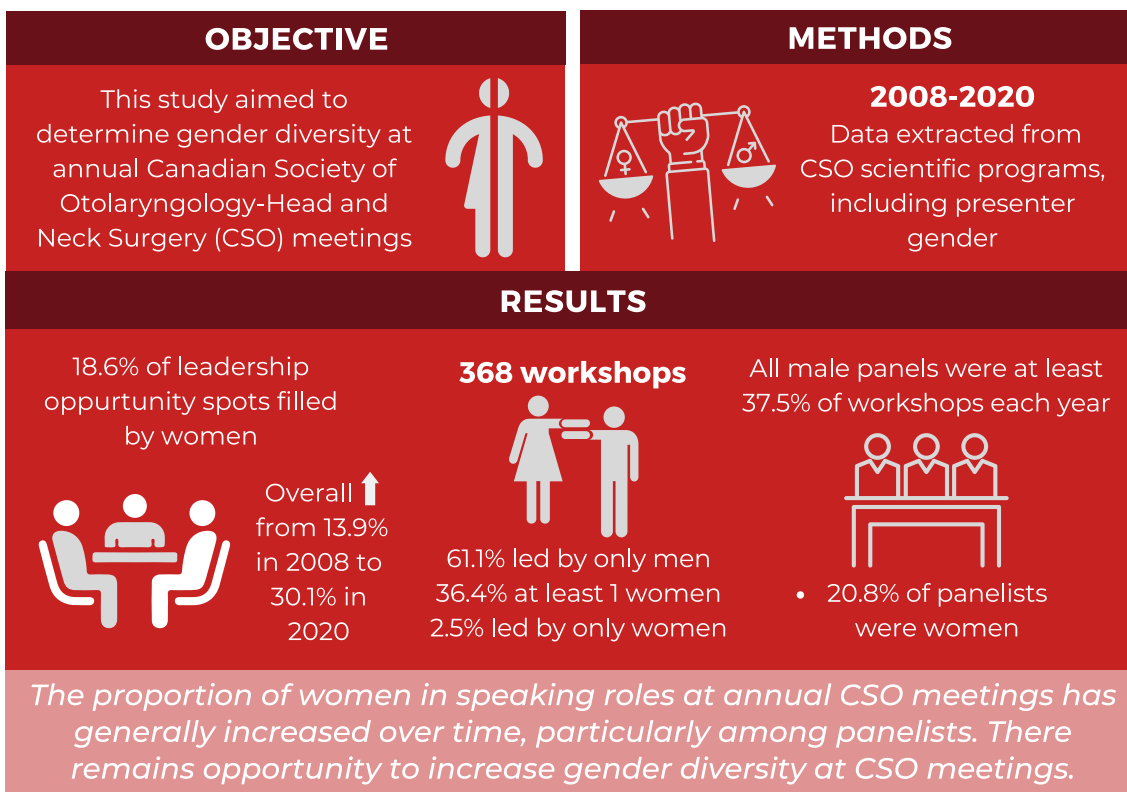 OBJECTIVE
This study aimed to
determine gender diversity at
annual Canadian Society of
Otolaryngology-Head and
Neck Surgery (CSO) meetings
METHODS
2008-2020
Data extracted from
CSO scientific programs,
including presenter
gender
RESULTS
18.6% of leadership
oppurtunity spots filled
by women
Overall
from 13.9%
in 2008 to
30.1% in
2020
368 workshops
61.1% led by only men
36.4% at least 1 women
2.5% led by only women
All male panels were at least
37.5% of workshops each year
• 20.8% of panelists
were women
The proportion of women in speaking roles at annual CSO meetings has
generally increased over time, particularly among panelists. There
remains opportunity to increase gender diversity at CSO meetings.